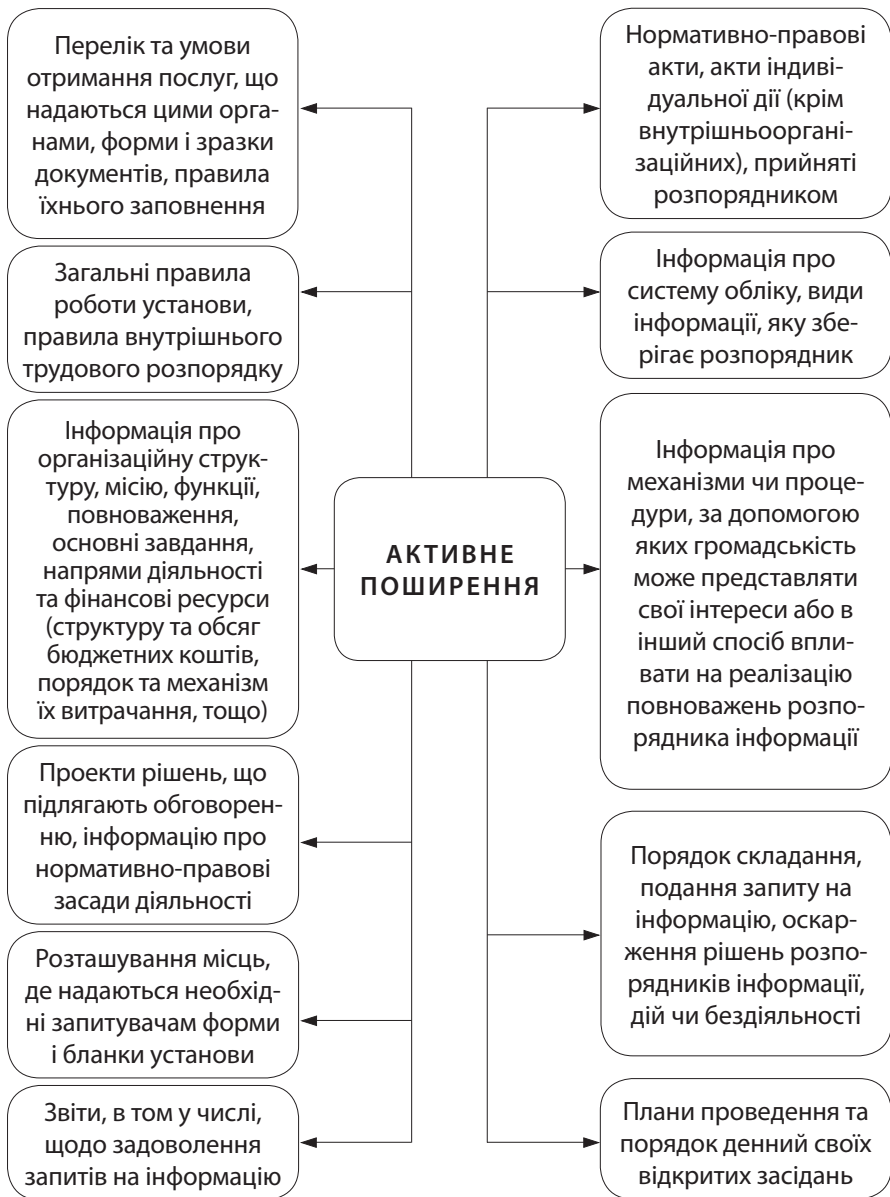 Перелік та умови
отримання послуг, що
надаються цими орга-
нами, форми і зразки
документів, правила
їхнього заповнення
Загальні правила
роботи установи,
правила внутрішнього
трудового розпорядку
Інформація про
організаційну струк-
туру, місію, функції,
повноваження,
основні завдання,
напрями діяльності
та фінансові ресурси
(структуру та обсяг
бюджетних коштів,
порядок та механізм
їх витрачання, тощо)
Проекти рішень, що
підлягають обговорен-
ню, інформацію про
нормативно-правові
засади діяльності
Розташування місць,
де надаються необхід-
ні запитувачам форми
і бланки установи
Звіти, в том у числі,
щодо задоволення
запитів на інформацію
АКТИВНЕ
ПОШИРЕННЯ
Нормативно-правові
акти, акти індиві-
дуальної дії (крім
внутрішньооргані-
заційних), прийняті
розпорядником
Інформація про
систему обліку, види
інформації, яку збе-
рігає розпорядник
Інформація про
механізми чи проце-
дури, за допомогою
яких громадськість
може представляти
свої інтереси або в
інший спосіб впли-
вати на реалізацію
повноважень розпо-
рядника інформації
Порядок складання,
подання запиту на
інформацію, оскар-
ження рішень розпо-
рядників інформації,
дій чи бездіяльності
Плани проведення та
порядок денний своїх
відкритих засідань